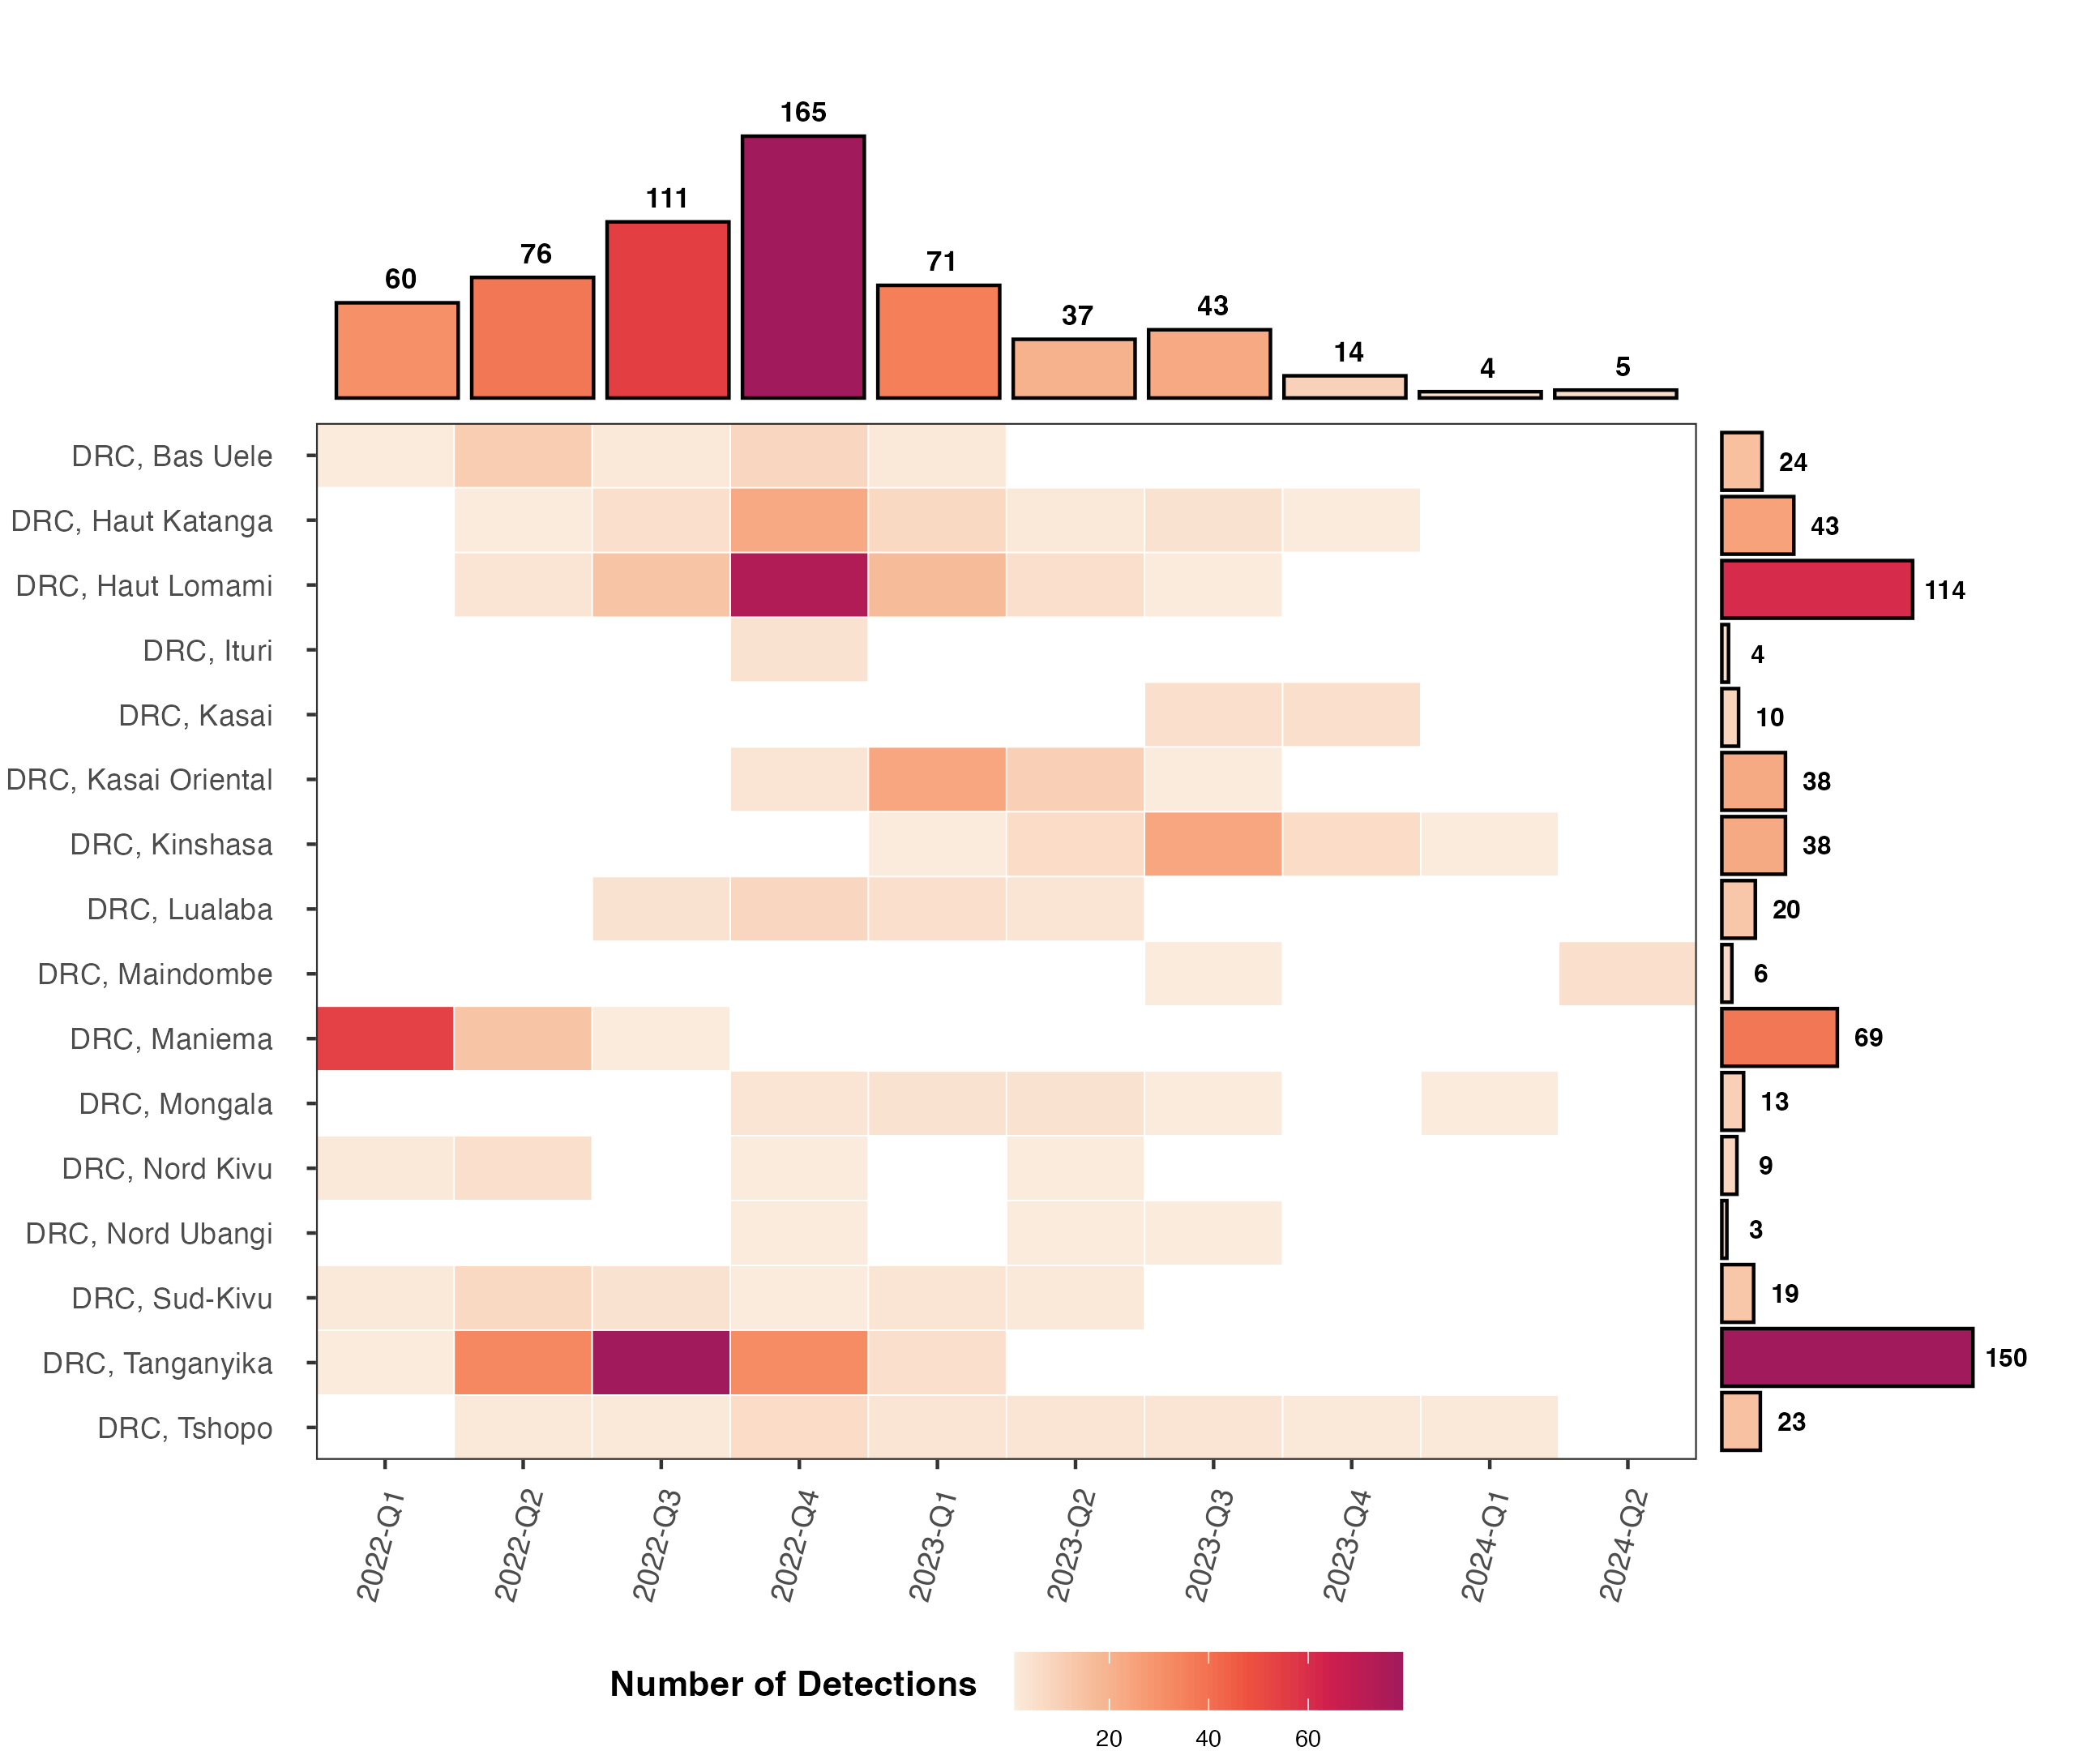 165
111
76
71
60
43
37
14
4
5
DRC, Bas Uele 24
DRC, Haut Katanga 43
DRC, Haut Lomami 114
DRC, Ituri 4
DRC, Kasai 10
DRC, Kasai Oriental 38
DRC, Kinshasa 38
DRC, Lualaba 20
DRC, Maindombe 6
DRC, Maniema 69
DRC, Mongala 13
DRC, Nord Kivu 9
DRC, Nord Ubangi 3
DRC, Sud-Kivu 19
DRC, Tanganyika 150
DRC, Tshopo 23
2022-Q1
2022-Q2
2022-Q3
2022-Q4
2023-Q1
2023-Q2
2023-Q3
2023-Q4
2024-Q1
2024-Q2
Number of Detections
20 40 60